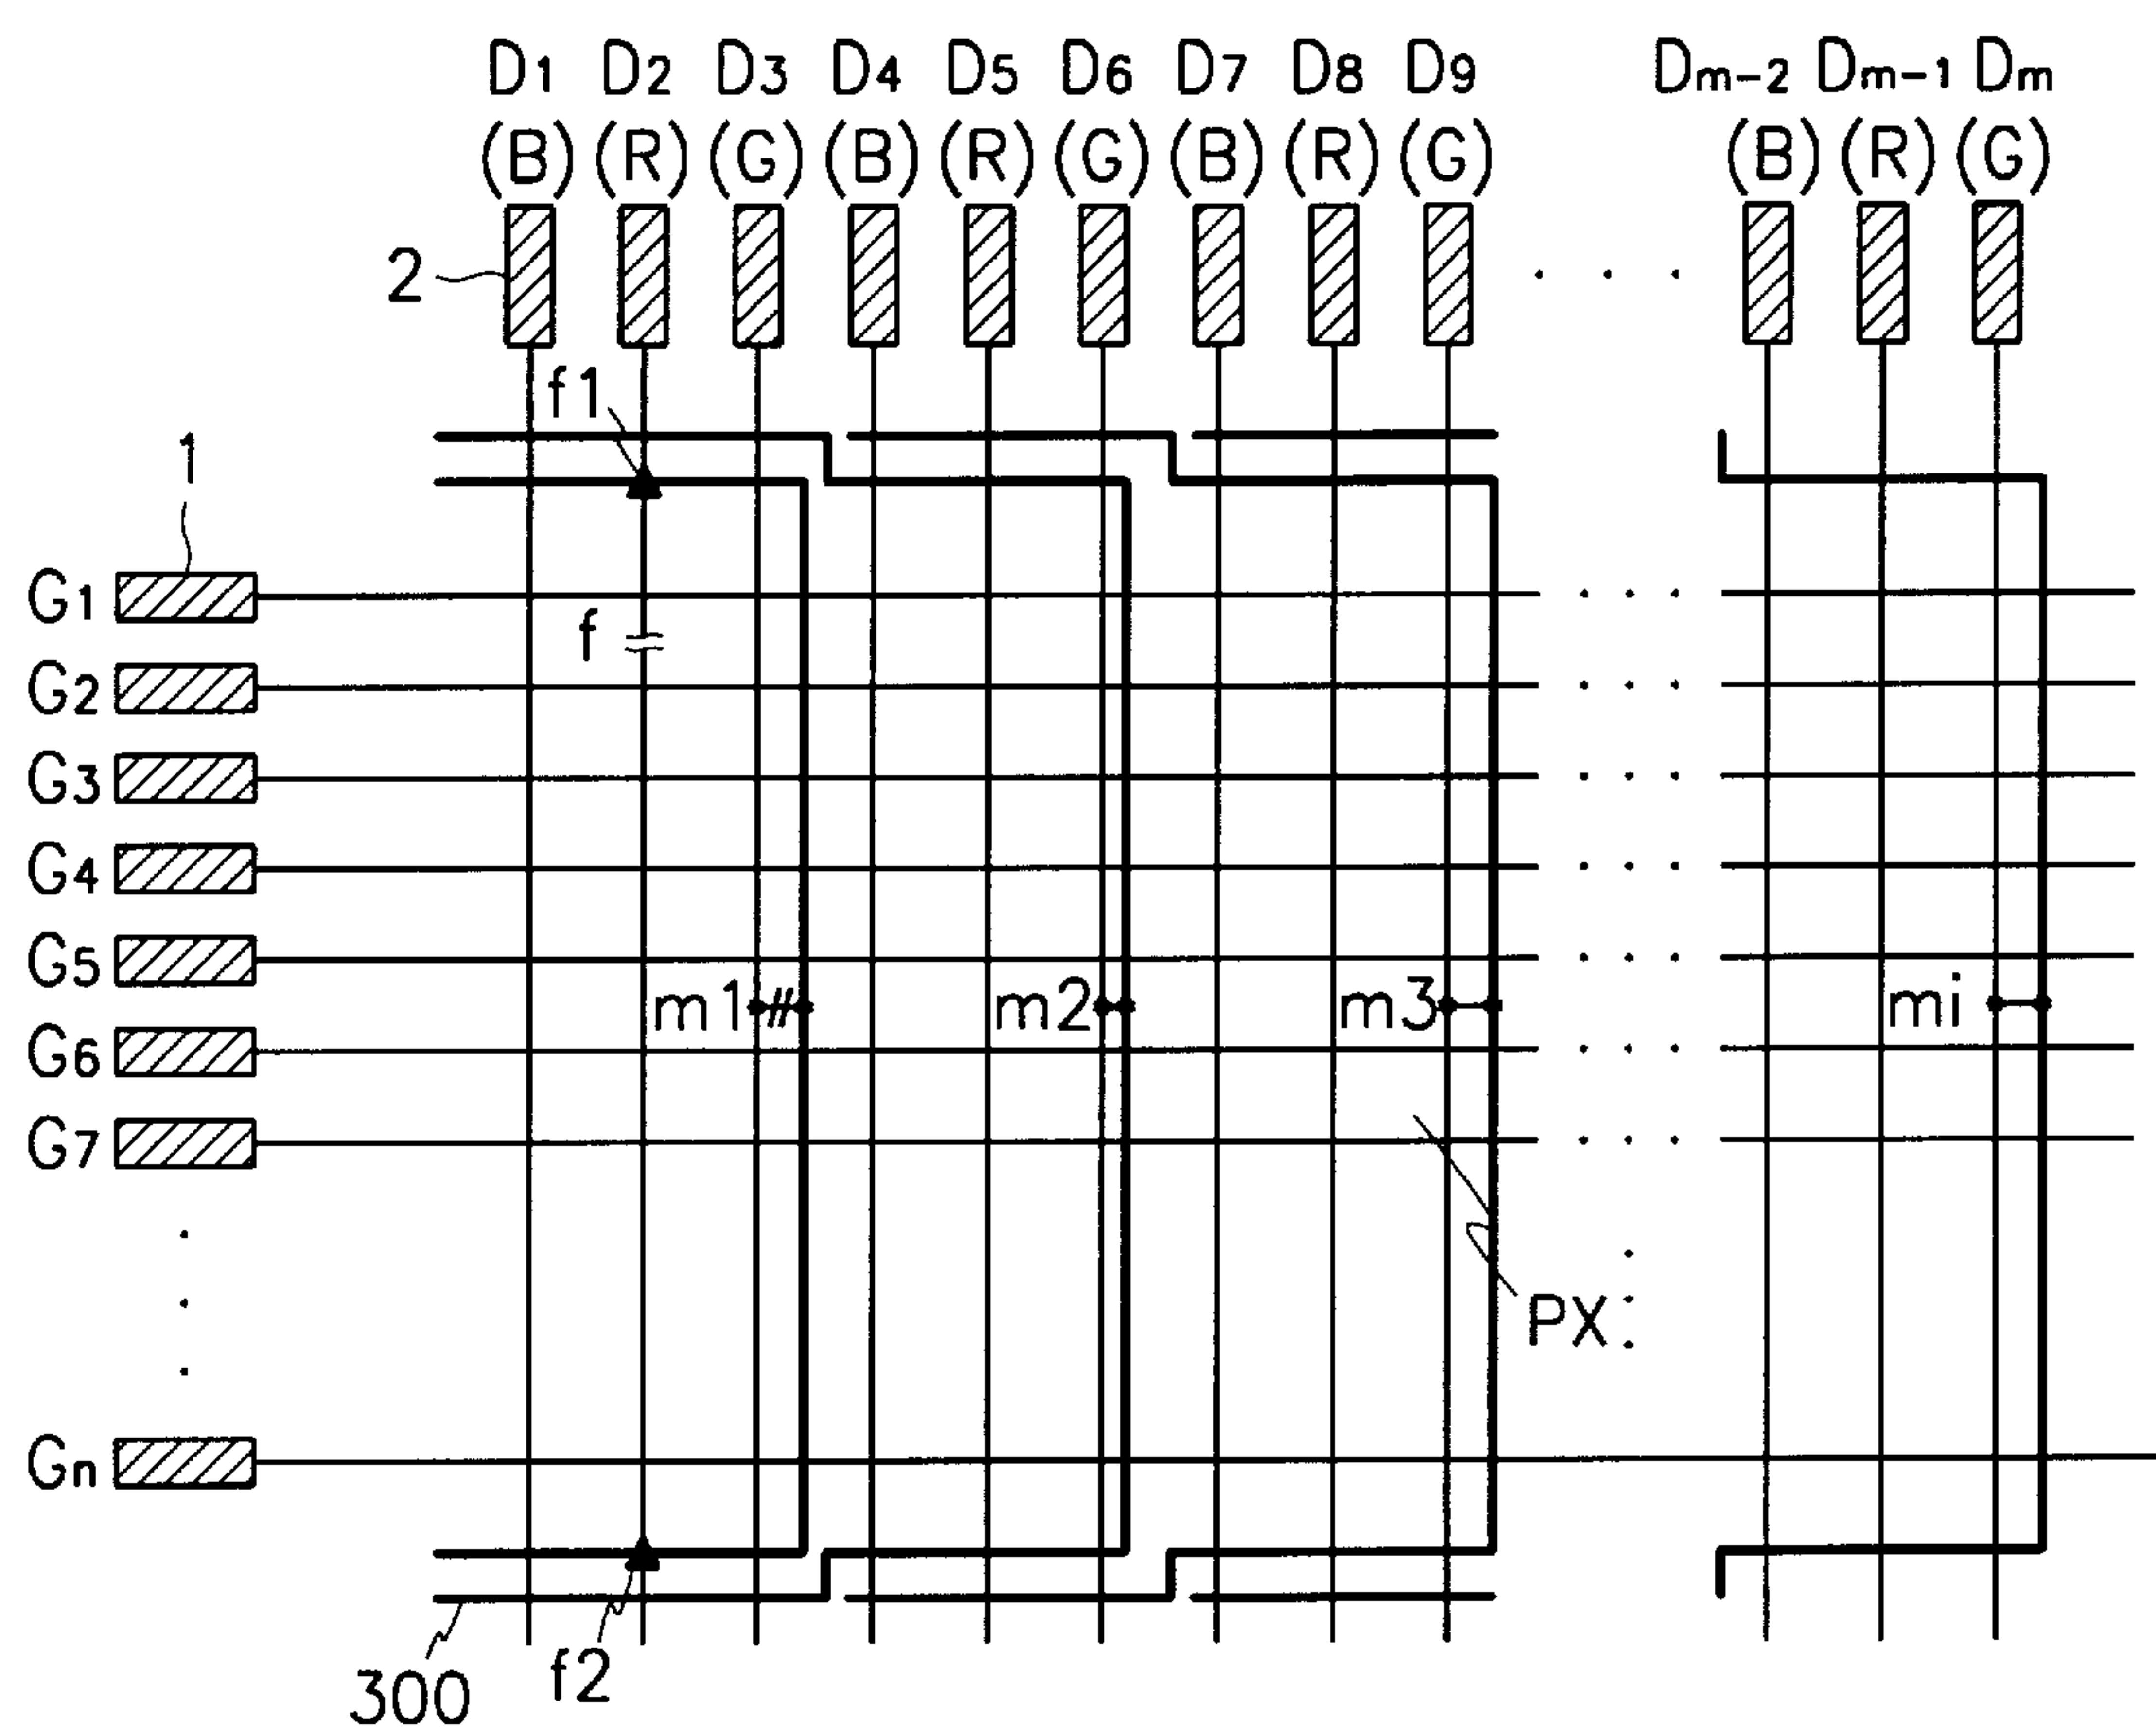 D1 D2 D3 D4 D5 D6 D7 D8 D9 Dm-2 Dm-1 Dm
(B) (R) (G) (B) (R) (G) (B) (R) (G) (B) (R) (G)
2
f1
1
G1
f
G2
G3
G4
G5
m1 m2 m3 mi
G6
G7
PX
Gn
f2
300